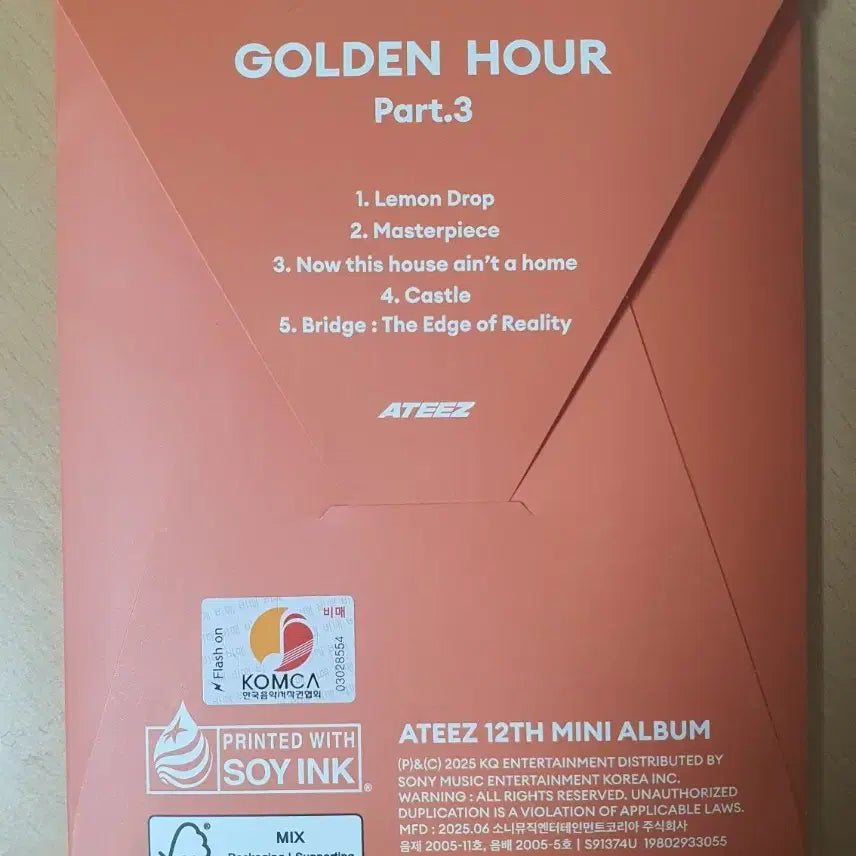 GOLDEN HOUR
Part.3
1. Lemon Drop
2. Masterpiece
3. Now this house ain't a home
4. Castle
5. Bridge : The Edge of Reality
ATEEZ
Flash on
비매
KOMCA
한국음악저작권협회
03028554
PRINTED WITH
SOY INK
®
ATEEZ 12TH MINI ALBUM
(P)&(C) 2025 KQ ENTERTAINMENT DISTRIBUTED BY
SONY MUSIC ENTERTAINMENT KOREA INC.
WARNING : ALL RIGHTS RESERVED. UNAUTHORIZED
DUPLICATION IS A VIOLATION OF APPLICABLE LAWS.
MFD : 2025.06 소니뮤직엔터테인먼트코리아 주식회사
음제 2005-11호, 음배 2005-5호 | S91374U 19802933055
MIX
Packaging | Supporting